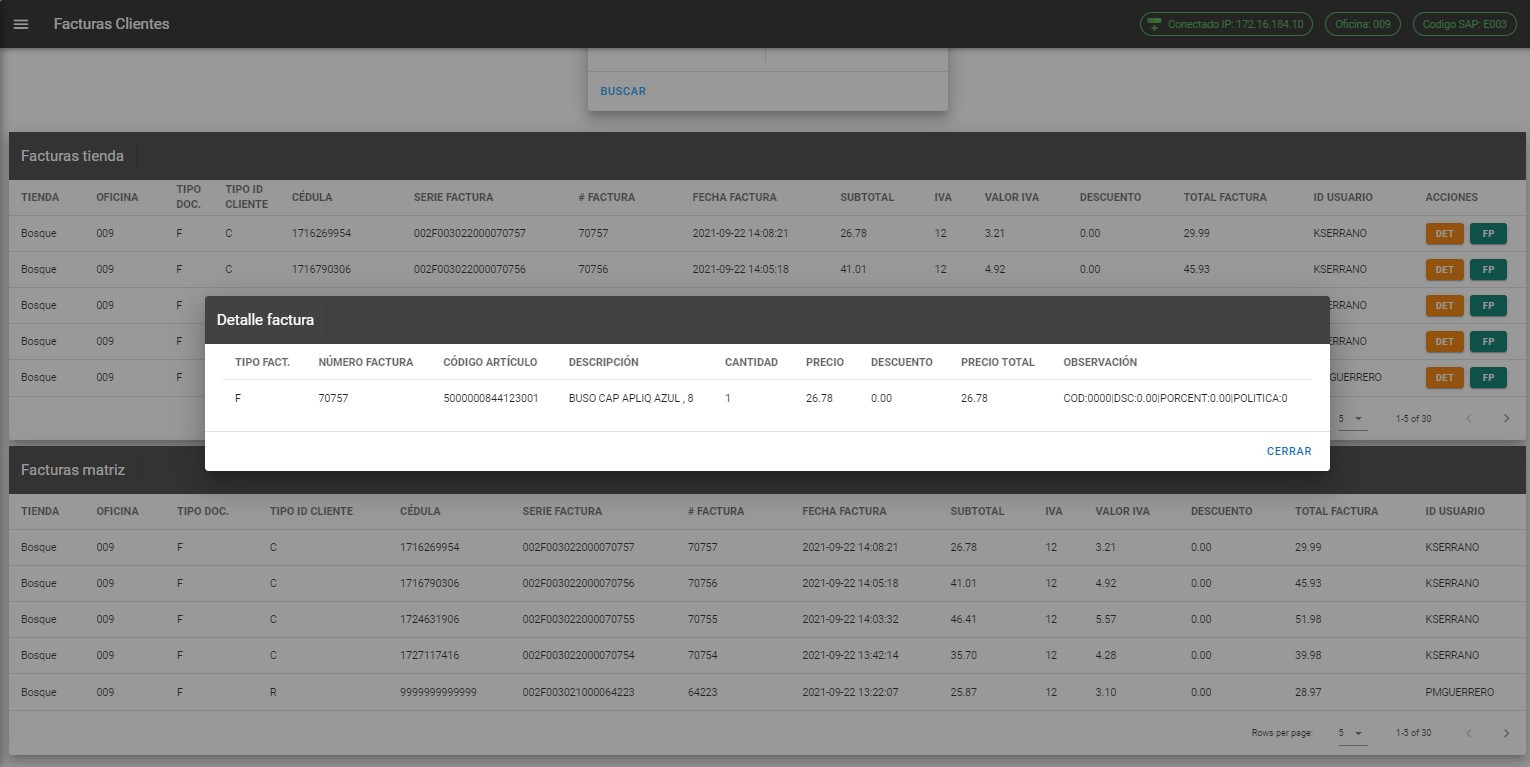 Facturas Clientes
Conectado IP: 172.16.184.10 Oficina: 009 Codigo SAP: E003
BUSCAR
Facturas tienda
TIENDA OFICINA TIPO DOC. TIPO ID CLIENTE CÉDULA SERIE FACTURA # FACTURA FECHA FACTURA SUBTOTAL IVA VALOR IVA DESCUENTO TOTAL FACTURA ID USUARIO ACCIONES
Bosque 009 F C 1716269954 002F003022000070757 70757 2021-09-22 14:08:21 26.78 12 3.21 0.00 29.99 KSERRANO DET FP
Bosque 009 F C 1716790306 002F003022000070756 70756 2021-09-22 14:05:18 41.01 12 4.92 0.00 45.93 KSERRANO DET FP
Bosque 009 F ERRANO DET FP
Bosque 009 F ERRANO DET FP
Bosque 009 F GUERRERO DET FP
5 1-5 of 30
Detalle factura
TIPO FACT. NÚMERO FACTURA CÓDIGO ARTÍCULO DESCRIPCIÓN CANTIDAD PRECIO DESCUENTO PRECIO TOTAL OBSERVACIÓN
F 70757 5000000844123001 BUSO CAP APLIQ AZUL , 8 1 26.78 0.00 26.78 COD:0000|DSC:0.00|PORCENT:0.00|POLITICA:0
CERRAR
Facturas matriz
TIENDA OFICINA TIPO DOC. TIPO ID CLIENTE CÉDULA SERIE FACTURA # FACTURA FECHA FACTURA SUBTOTAL IVA VALOR IVA DESCUENTO TOTAL FACTURA ID USUARIO
Bosque 009 F C 1716269954 002F003022000070757 70757 2021-09-22 14:08:21 26.78 12 3.21 0.00 29.99 KSERRANO
Bosque 009 F C 1716790306 002F003022000070756 70756 2021-09-22 14:05:18 41.01 12 4.92 0.00 45.93 KSERRANO
Bosque 009 F C 1724631906 002F003022000070755 70755 2021-09-22 14:03:32 46.41 12 5.57 0.00 51.98 KSERRANO
Bosque 009 F C 1727117416 002F003022000070754 70754 2021-09-22 13:42:14 35.70 12 4.28 0.00 39.98 KSERRANO
Bosque 009 F R 9999999999999 002F003021000064223 64223 2021-09-22 13:22:07 25.87 12 3.10 0.00 28.97 PMGUERRERO
Rows per page: 5 1-5 of 30